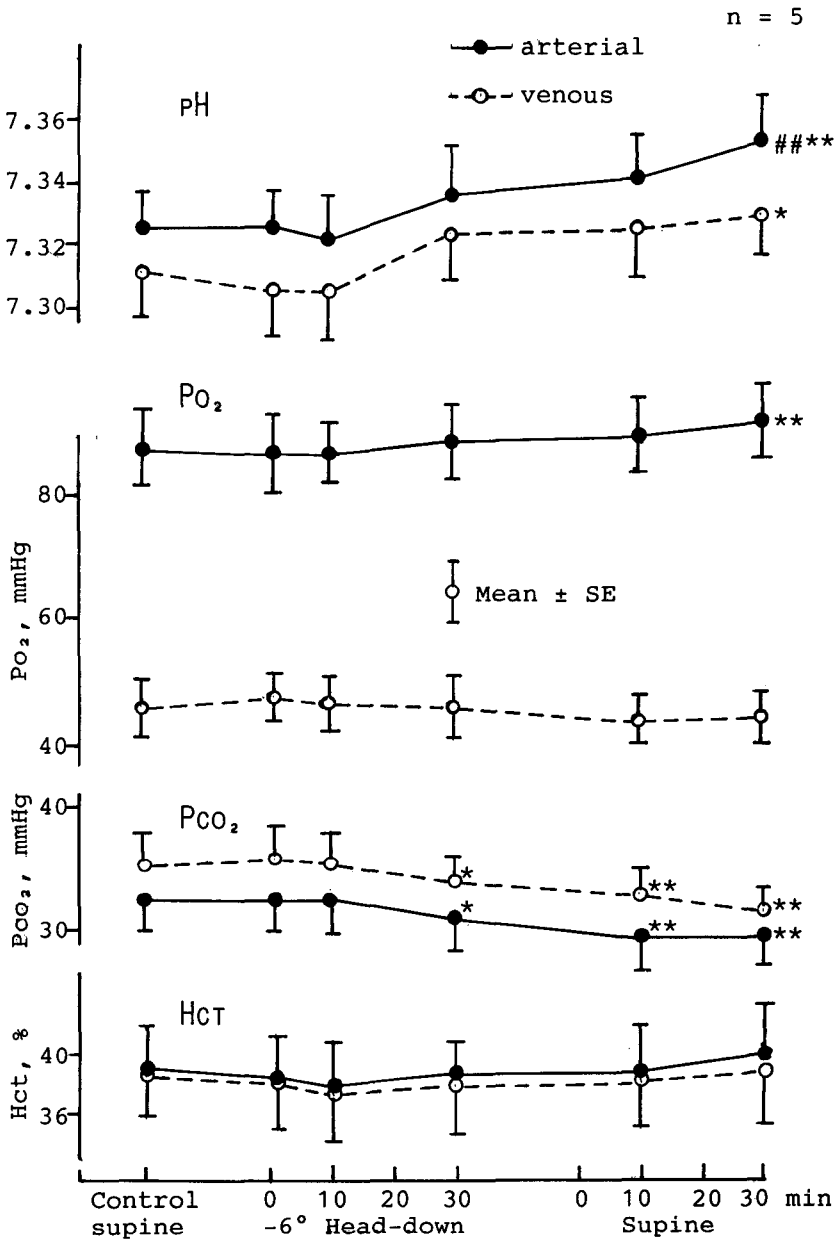 n = 5
arterial
venous
pH
7.36
7.34
7.32
7.30
Po₂
80
60
40
Po₂, mmHg
Mean ± SE
##**
*
**
Pco₂
40
30
Pco₂, mmHg
*
**
**
*
**
**
Hct
40
36
Hct, %
Control supine
0 10 20 30
-6° Head-down
0 10 20 30 min
Supine